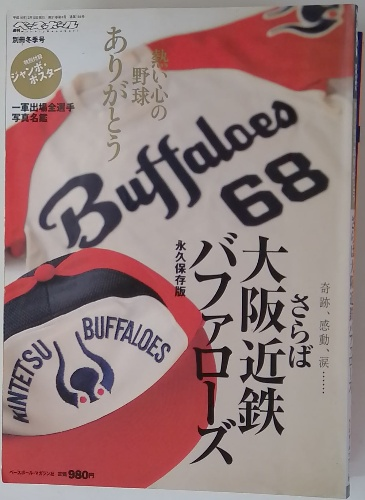 別冊冬季号
特別付録
ジャンボ・
ポスター
一軍出場全選手
写真名鑑
熱い心の
野球
ありがとう
Buffaloes
68
永久保存版
奇跡、感動、涙……
さらば
大阪近鉄
バファローズ
KINTETSU BUFFALOES
ベースボール・マガジン社 定価980円